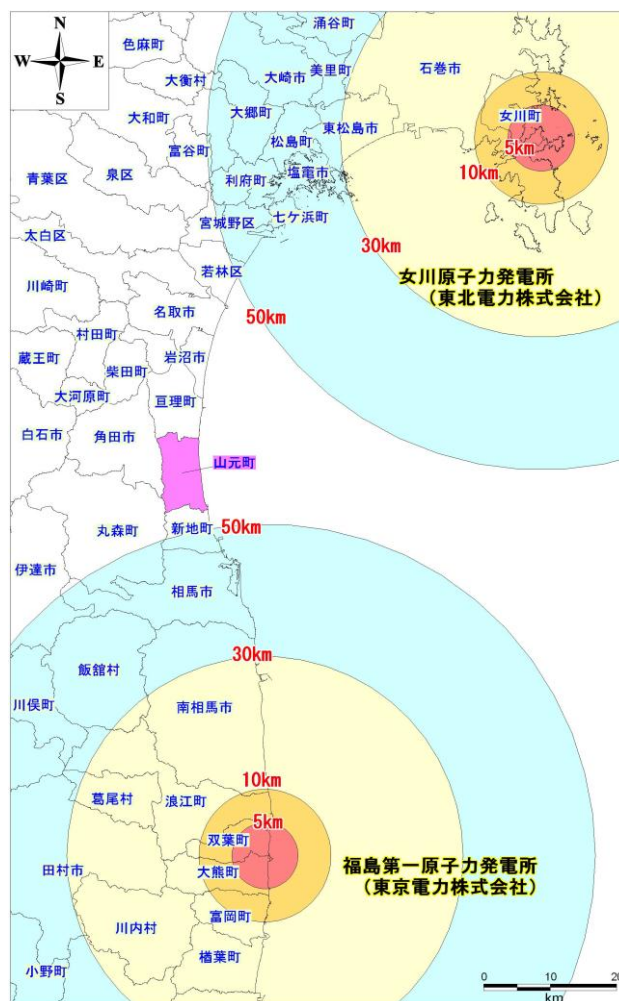 N
W E
S
涌谷町
色麻町
美里町
石巻市
大衡村
大崎市
大和町
大郷町
女川町
東松島市
富谷町
松島町
5km
青葉区
泉区
利府町
塩竈市
10km
宮城野区
七ケ浜町
太白区
30km
若林区
女川原子力発電所
(東北電力株式会社)
川崎町
名取市
50km
村田町
岩沼市
蔵王町
柴田町
大河原町
亘理町
白石市
角田市
山元町
丸森町
新地町
50km
伊達市
相馬市
30km
飯舘村
川俣町
南相馬市
10km
葛尾村
浪江町
5km
双葉町
田村市
大熊町
福島第一原子力発電所
(東京電力株式会社)
富岡町
川内村
楢葉町
小野町
0 5 10 20
km